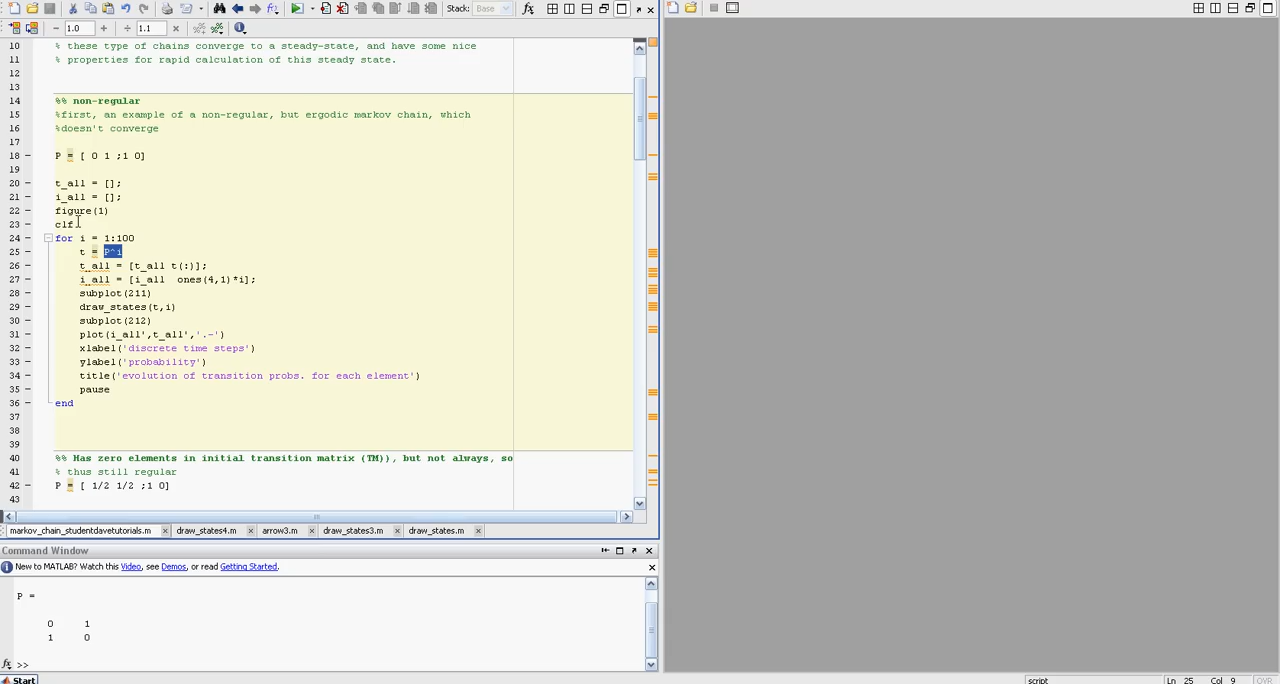 Stack: Base fx
1.0 1.1
10 % these type of chains converge to a steady-state, and have some nice
11 % properties for rapid calculation of this steady state.
12
13
14 %% non-regular
15 %first, an example of a non-regular, but ergodic markov chain, which
16 %doesn't converge
17
18 P = [ 0 1 ;1 0]
19
20 t_all = [];
21 i_all = [];
22 figure(1)
23 clf
24 for i = 1:100
25 t = P^i
26 t_all = [t_all t(:)];
27 i_all = [i_all ones(4,1)*i];
28 subplot(211)
29 draw_states(t,i)
30 subplot(212)
31 plot(i_all',t_all','.-')
32 xlabel('discrete time steps')
33 ylabel('probability')
34 title('evolution of transition probs. for each element')
35 pause
36 end
37
38
39
40 %% Has zero elements in initial transition matrix (TM)), but not always, so
41 % thus still regular
42 P = [ 1/2 1/2 ;1 0]
43
markov_chain_studentdavetutorials.m draw_states4.m arrow3.m draw_states3.m draw_states.m
Command Window
New to MATLAB? Watch this Video, see Demos, or read Getting Started.
P =
0 1
1 0
fx >>
Start script Ln 25 Col 9 OVR